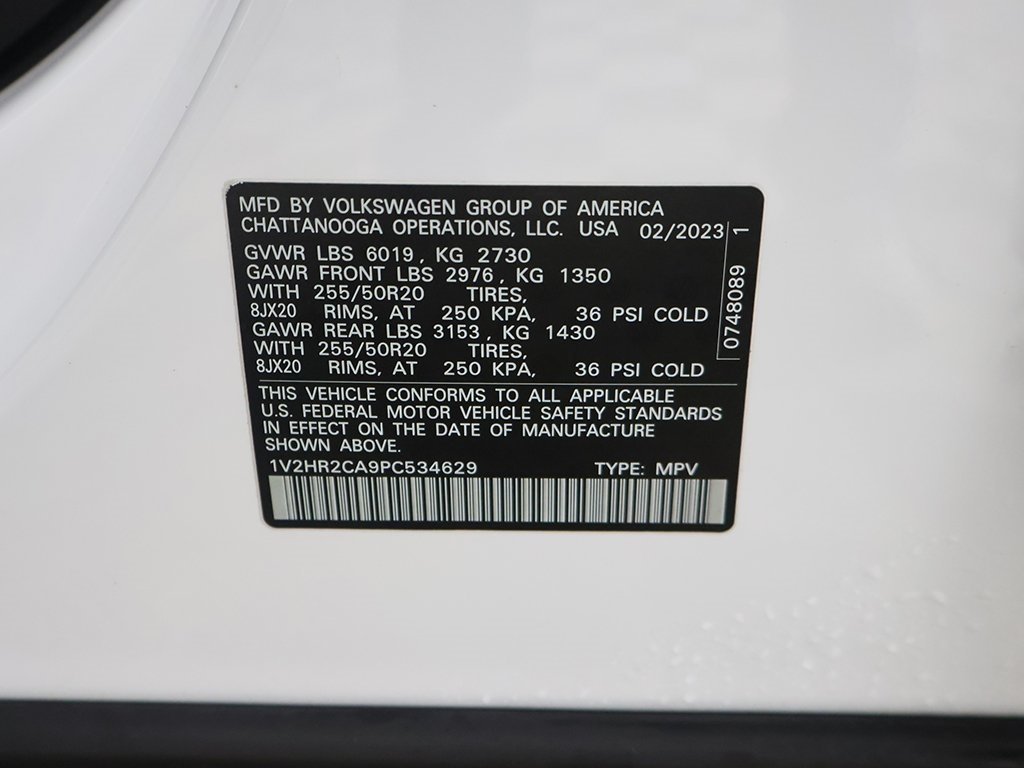 MFD BY VOLKSWAGEN GROUP OF AMERICA
CHATTANOOGA OPERATIONS, LLC. USA 02/2023
GVWR LBS 6019, KG 2730
GAWR FRONT LBS 2976, KG 1350
WITH 255/50R20 TIRES,
8JX20 RIMS, AT 250 KPA, 36 PSI COLD
GAWR REAR LBS 3153, KG 1430
WITH 255/50R20 TIRES,
8JX20 RIMS, AT 250 KPA, 36 PSI COLD
0748089 1
THIS VEHICLE CONFORMS TO ALL APPLICABLE
U.S. FEDERAL MOTOR VEHICLE SAFETY STANDARDS
IN EFFECT ON THE DATE OF MANUFACTURE
SHOWN ABOVE.
1V2HR2CA9PC534629 TYPE: MPV